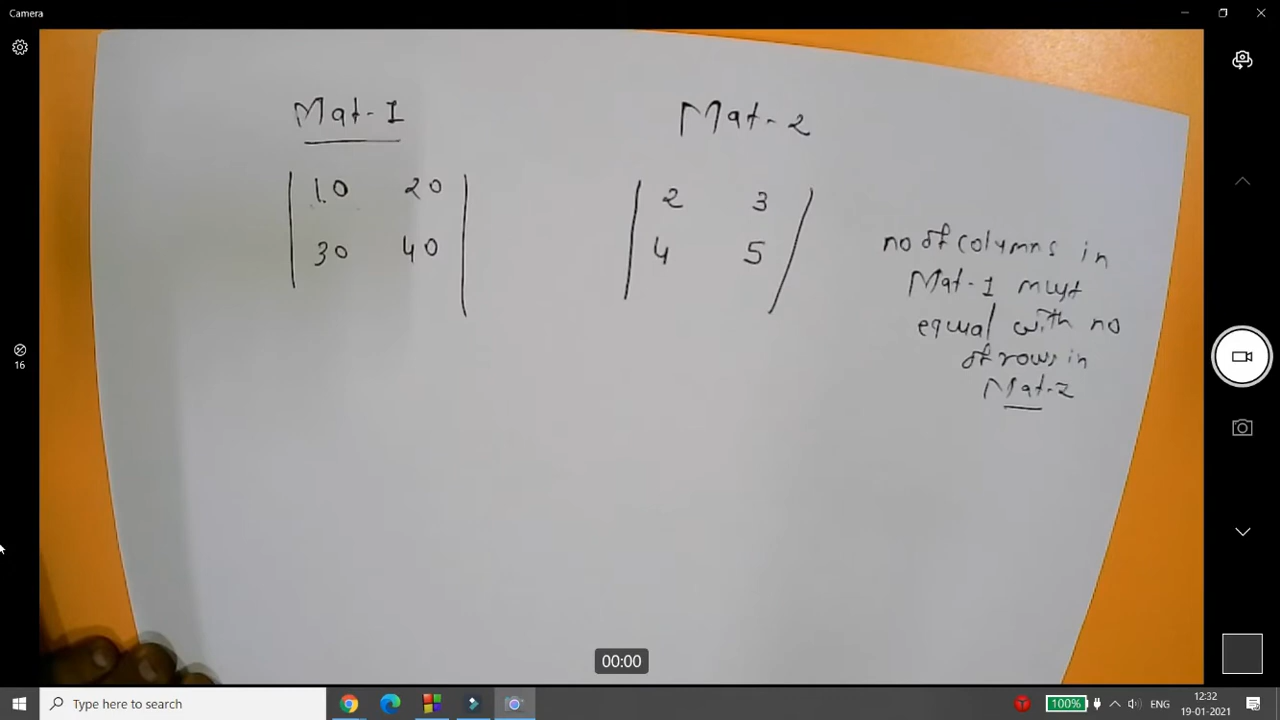 Camera
Mat-1
Mat-2
10 20
30 40
2 3
4 5
no of columns in
Mat-1 must
equal with no
of rows in
Mat-2
16
00:00
Type here to search
100%
ENG
12:32
19-01-2021